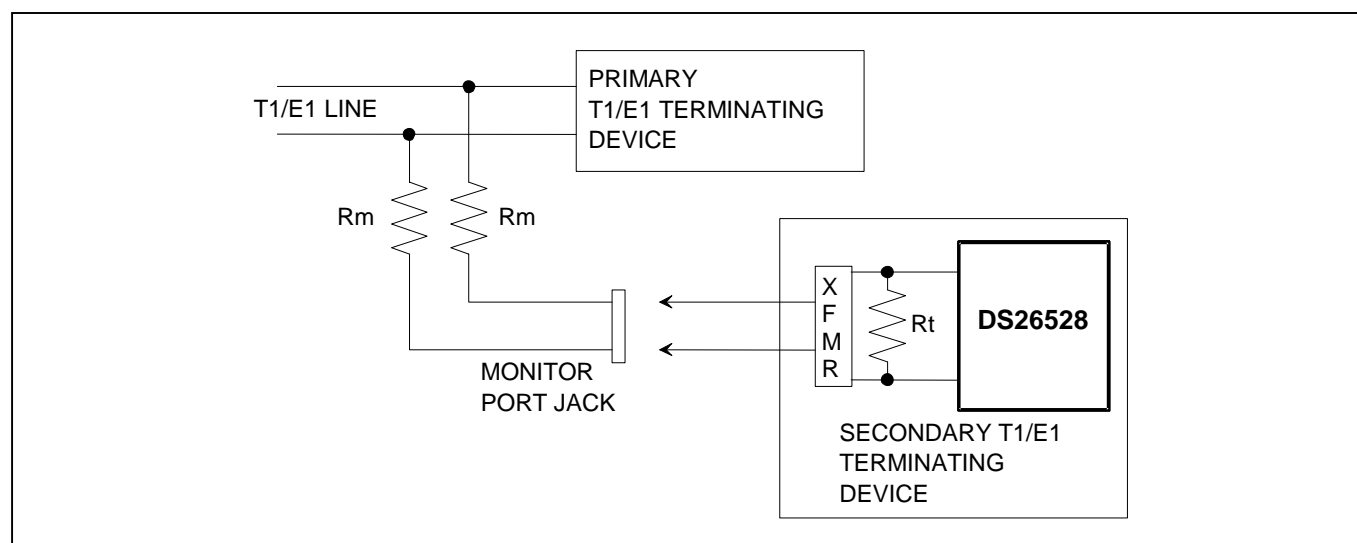 PRIMARY
T1/E1 TERMINATING
DEVICE
T1/E1 LINE
Rm
Rm
MONITOR
PORT JACK
X
F
M
R
Rt
DS26528
SECONDARY T1/E1
TERMINATING
DEVICE